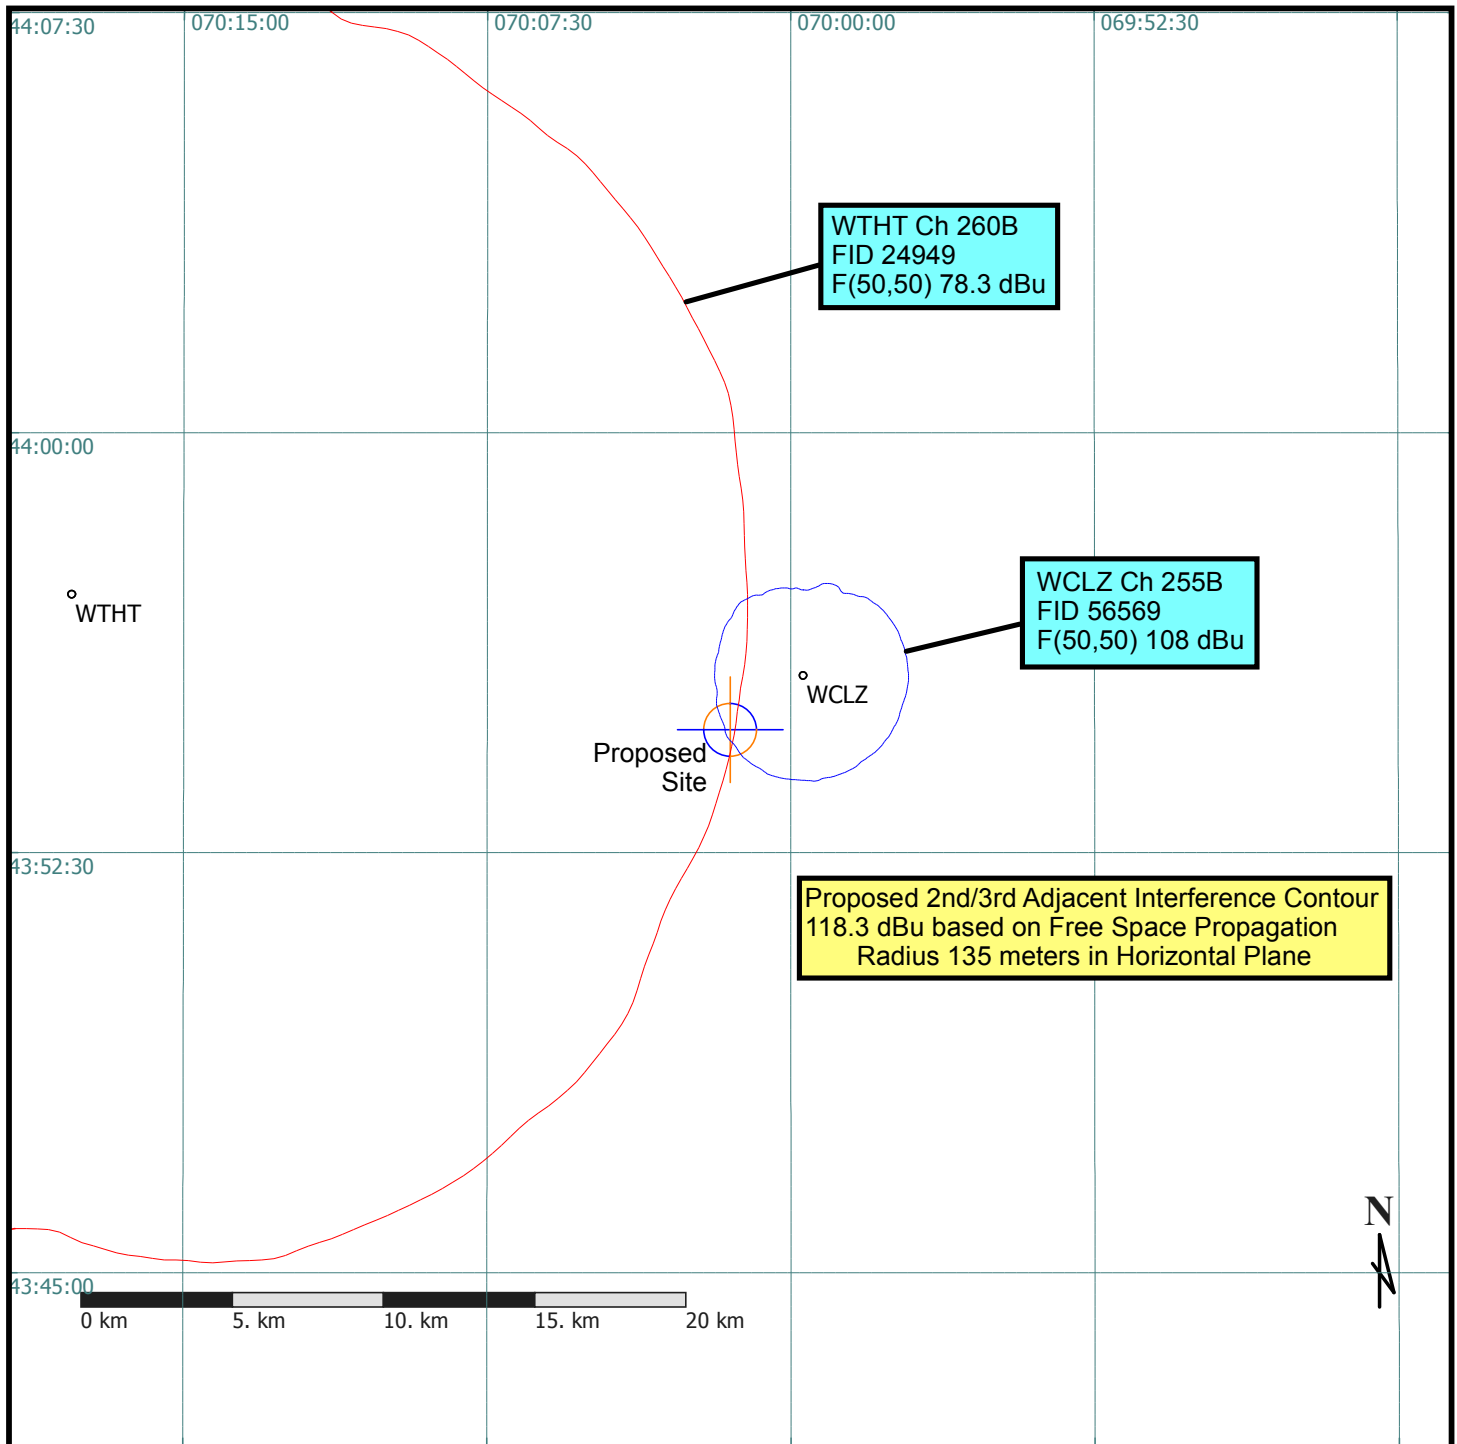 44:07:30
070:15:00
070:07:30
070:00:00
069:52:30
WTHT Ch 260B
FID 24949
F(50,50) 78.3 dBu
44:00:00
WCLZ Ch 255B
FID 56569
F(50,50) 108 dBu
WTHT
WCLZ
Proposed
Site
43:52:30
Proposed 2nd/3rd Adjacent Interference Contour
118.3 dBu based on Free Space Propagation
Radius 135 meters in Horizontal Plane
N
43:45:00
0 km
5. km
10. km
15. km
20 km